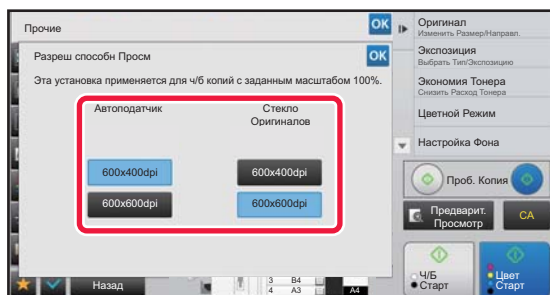 Прочие
OK
Разреш способн Просм
OK
Эта установка применяется для ч/б копий с заданным масштабом 100%.
Автоподатчик
Стекло
Оригиналов
600x400dpi
600x400dpi
600x600dpi
600x600dpi
Назад
3 B4
4 A3
A4
Оригинал
Изменить Размер/Направл.
Экспозиция
Выбрать Тип/Экспозицию
Экономия Тонера
Снизить Расход Тонера
Цветной Режим
Настройка Фона
Проб. Копия
Предварит.
Просмотр
CA
Ч/Б
Старт
Цвет
Старт